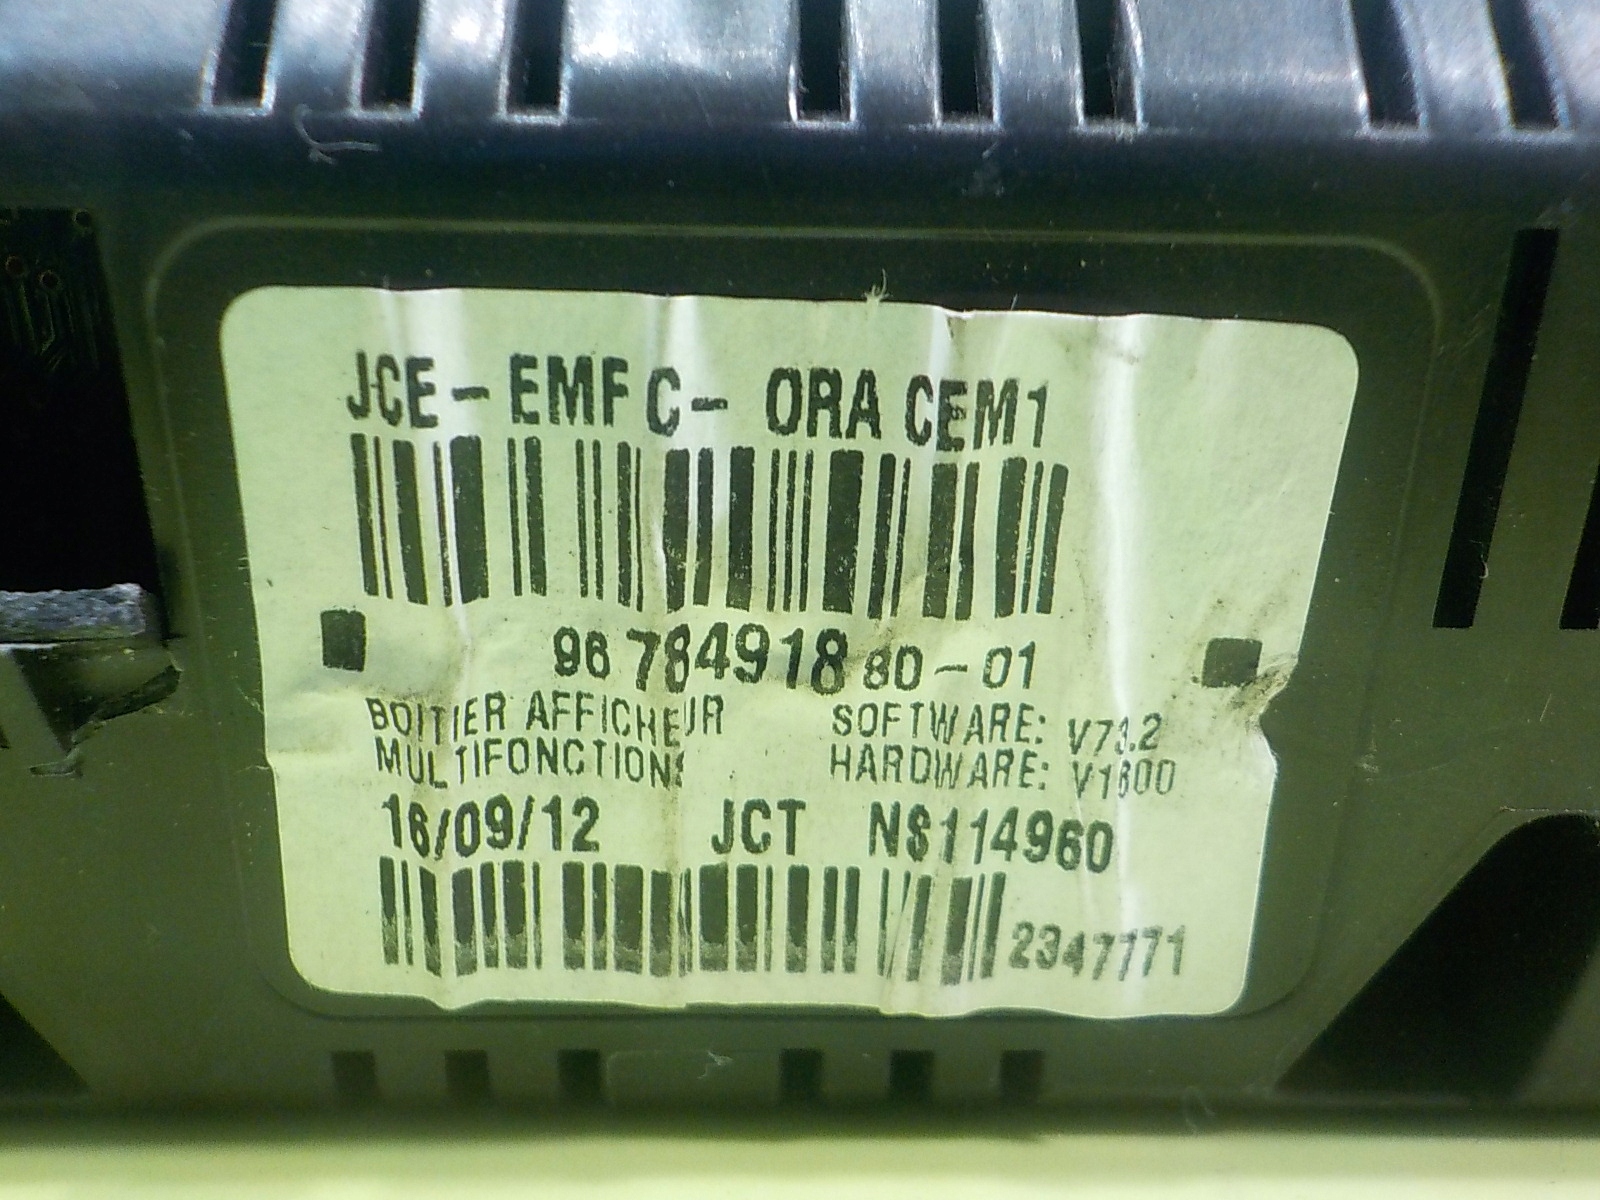 JCE - EMF C - ORA CEM1
96 784918 80 - 01
BOITIER AFFICHEUR SOFTWARE: V73.2
MULTIFONCTIONS HARDWARE: V1600
16/09/12 JCT NS114960
2347771